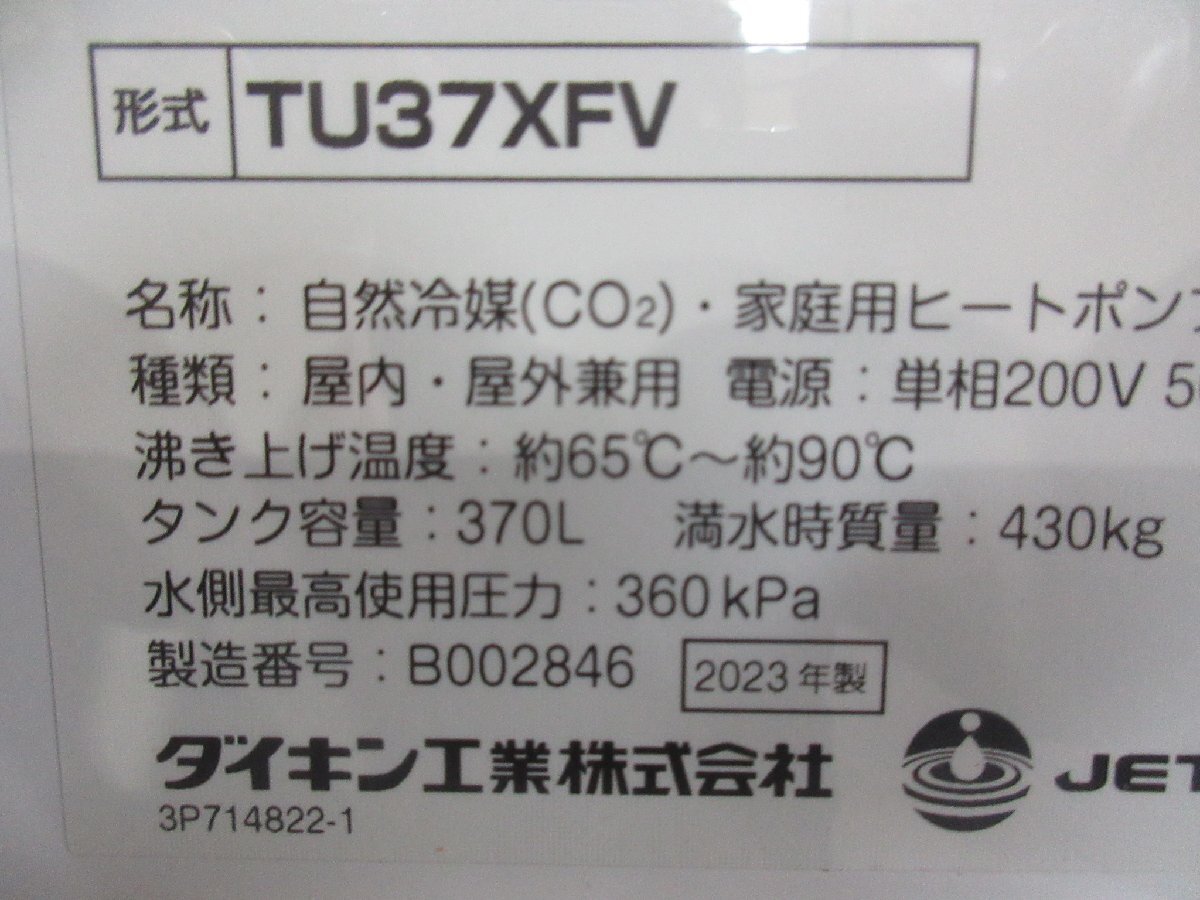 形式 TU37XFV
名称：自然冷媒(CO2)・家庭用ヒートポン
種類：屋内・屋外兼用 電源：単相200V 5
沸き上げ温度：約65℃～約90℃
タンク容量：370L 満水時質量：430kg
水側最高使用圧力：360kPa
製造番号：B002846 2023年製
ダイキン工業株式会社 JET
3P714822-1